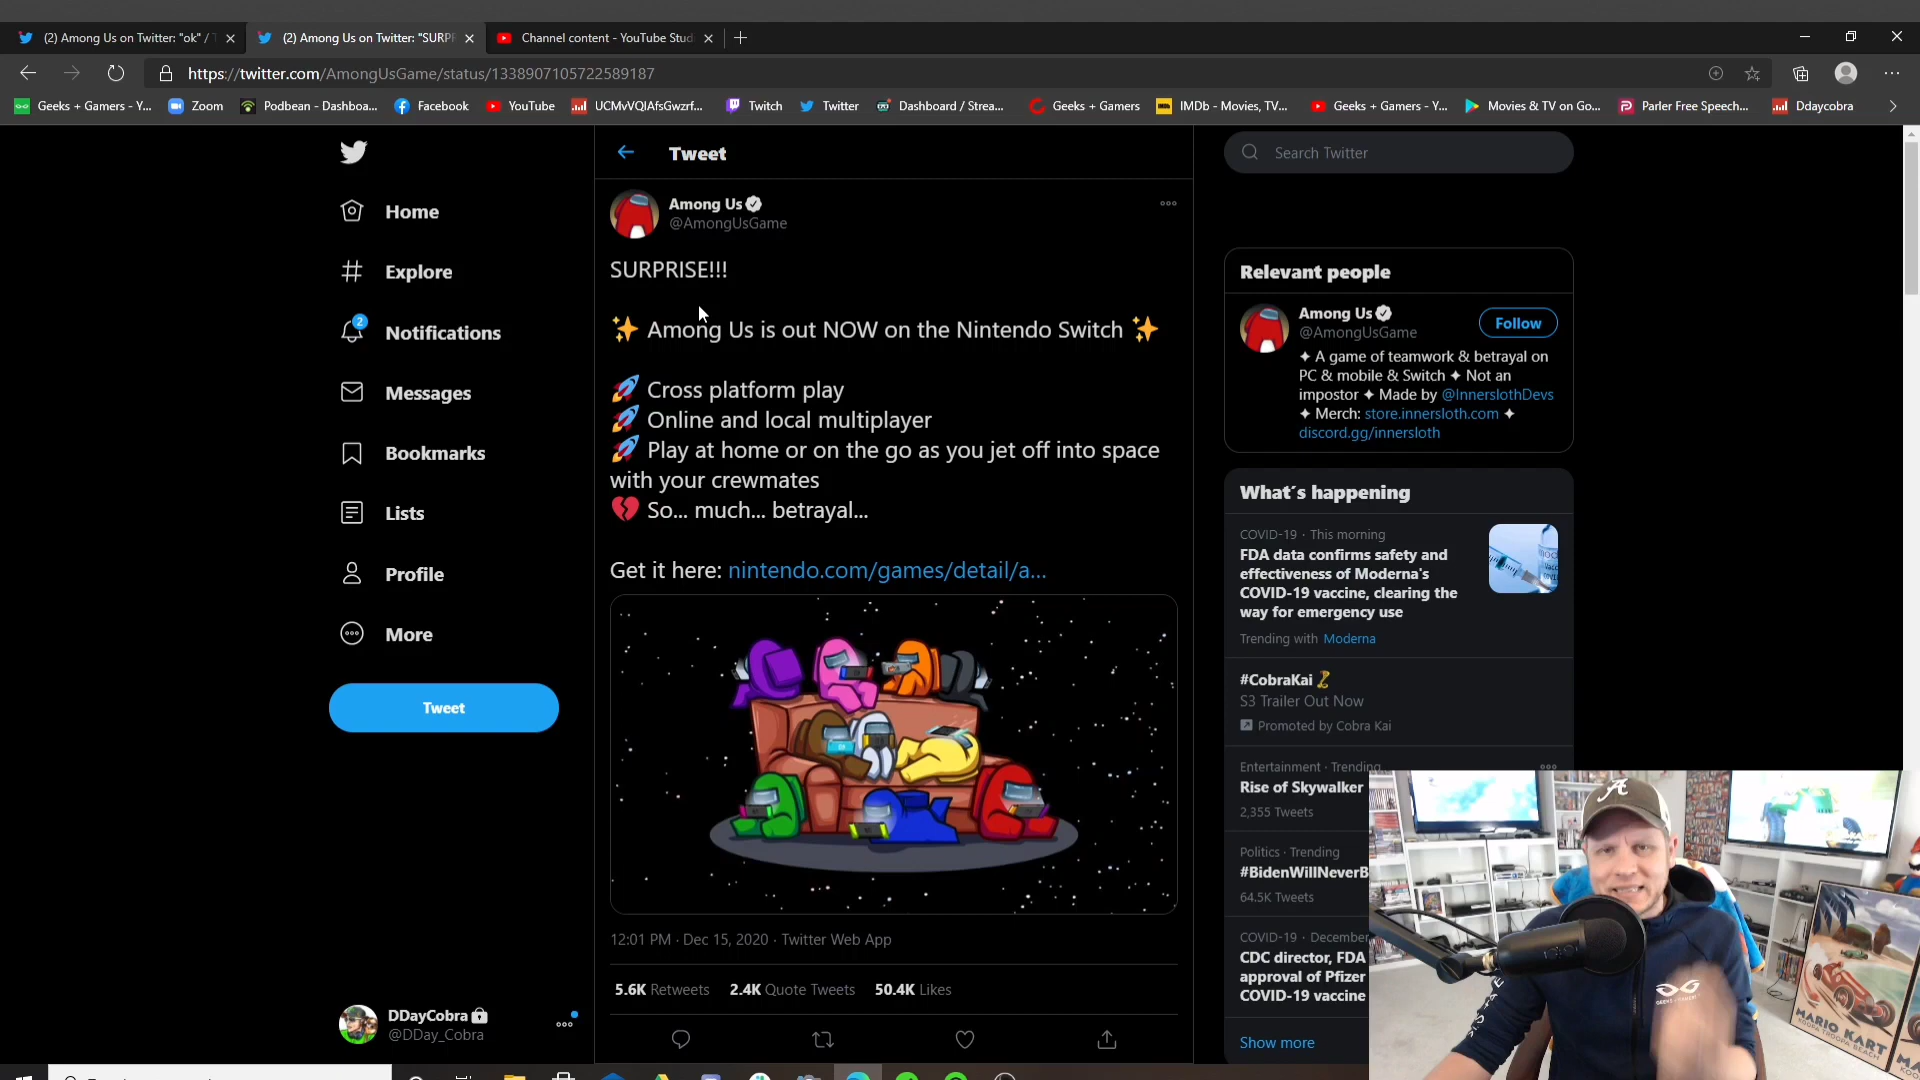 (2) Among Us on Twitter: "ok" /
(2) Among Us on Twitter: "SURPR
Channel content - YouTube Stud
https://twitter.com/AmongUsGame/status/1338907105722589187
Geeks + Gamers - Y...
Zoom
Podbean - Dashboa...
Facebook
YouTube
UCMvVQIAfsGwzrf...
Twitch
Twitter
Dashboard / Strea...
Geeks + Gamers
IMDb - Movies, TV...
Geeks + Gamers - Y...
Movies & TV on Go...
Parler Free Speech...
Ddaycobra
Home
Explore
2
Notifications
Messages
Bookmarks
Lists
Profile
More
Tweet
DDayCobra
@DDay_Cobra
Tweet
Among Us
@AmongUsGame
SURPRISE!!!
✨ Among Us is out NOW on the Nintendo Switch ✨
🚀 Cross platform play
🚀 Online and local multiplayer
🚀 Play at home or on the go as you jet off into space
with your crewmates
💔 So... much... betrayal...
Get it here: nintendo.com/games/detail/a...
12:01 PM · Dec 15, 2020 · Twitter Web App
5.6K Retweets 2.4K Quote Tweets 50.4K Likes
Search Twitter
Relevant people
Among Us
@AmongUsGame
Follow
✦ A game of teamwork & betrayal on
PC & mobile & Switch ✦ Not an
impostor ✦ Made by @InnerslothDevs
✦ Merch: store.innersloth.com ✦
discord.gg/innersloth
What's happening
COVID-19 · This morning
FDA data confirms safety and
effectiveness of Moderna's
COVID-19 vaccine, clearing the
way for emergency use
Trending with Moderna
#CobraKai
S3 Trailer Out Now
Promoted by Cobra Kai
Entertainment · Trending
Rise of Skywalker
2,355 Tweets
Politics · Trending
#BidenWillNeverB
64.5K Tweets
COVID-19 · December
CDC director, FDA
approval of Pfizer
COVID-19 vaccine
Show more
A
MARIO KART
KOOPA TROOPA BEACH